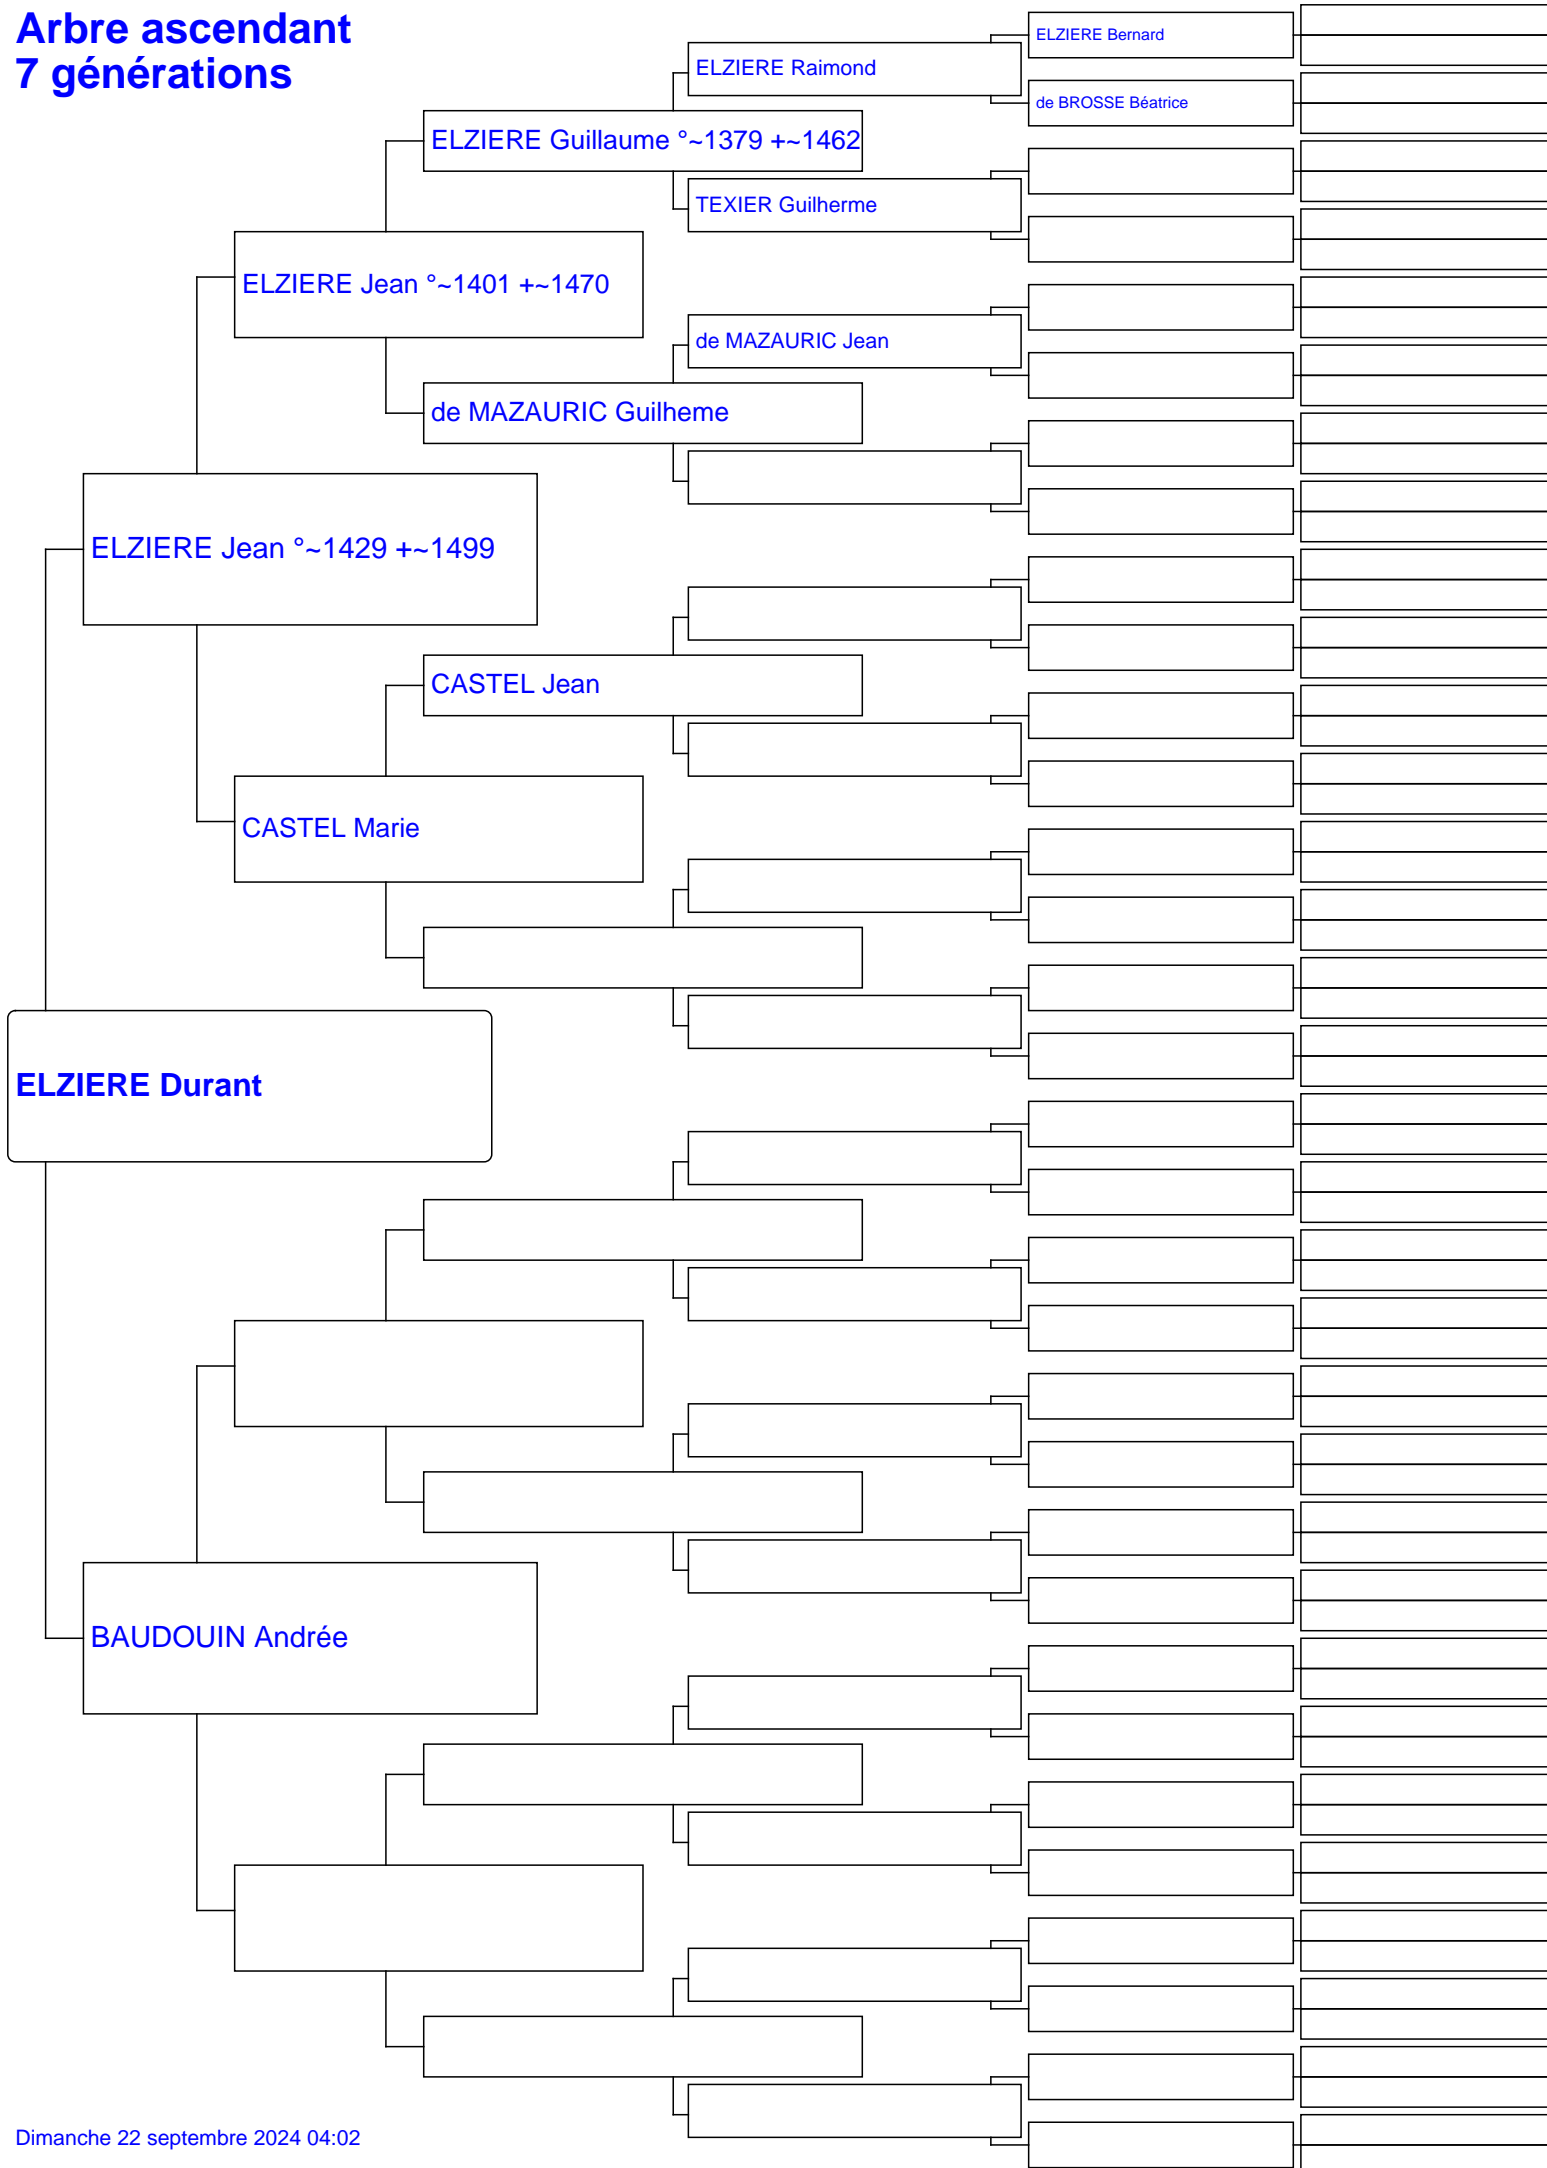 Arbre ascendant
7 générations
ELZIERE Bernard
ELZIERE Raimond
de BROSSE Béatrice
ELZIERE Guillaume °~1379 +~1462
TEXIER Guilherme
ELZIERE Jean °~1401 +~1470
de MAZAURIC Jean
de MAZAURIC Guilheme
ELZIERE Jean °~1429 +~1499
CASTEL Jean
CASTEL Marie
ELZIERE Durant
BAUDOUIN Andrée
Dimanche 22 septembre 2024 04:02